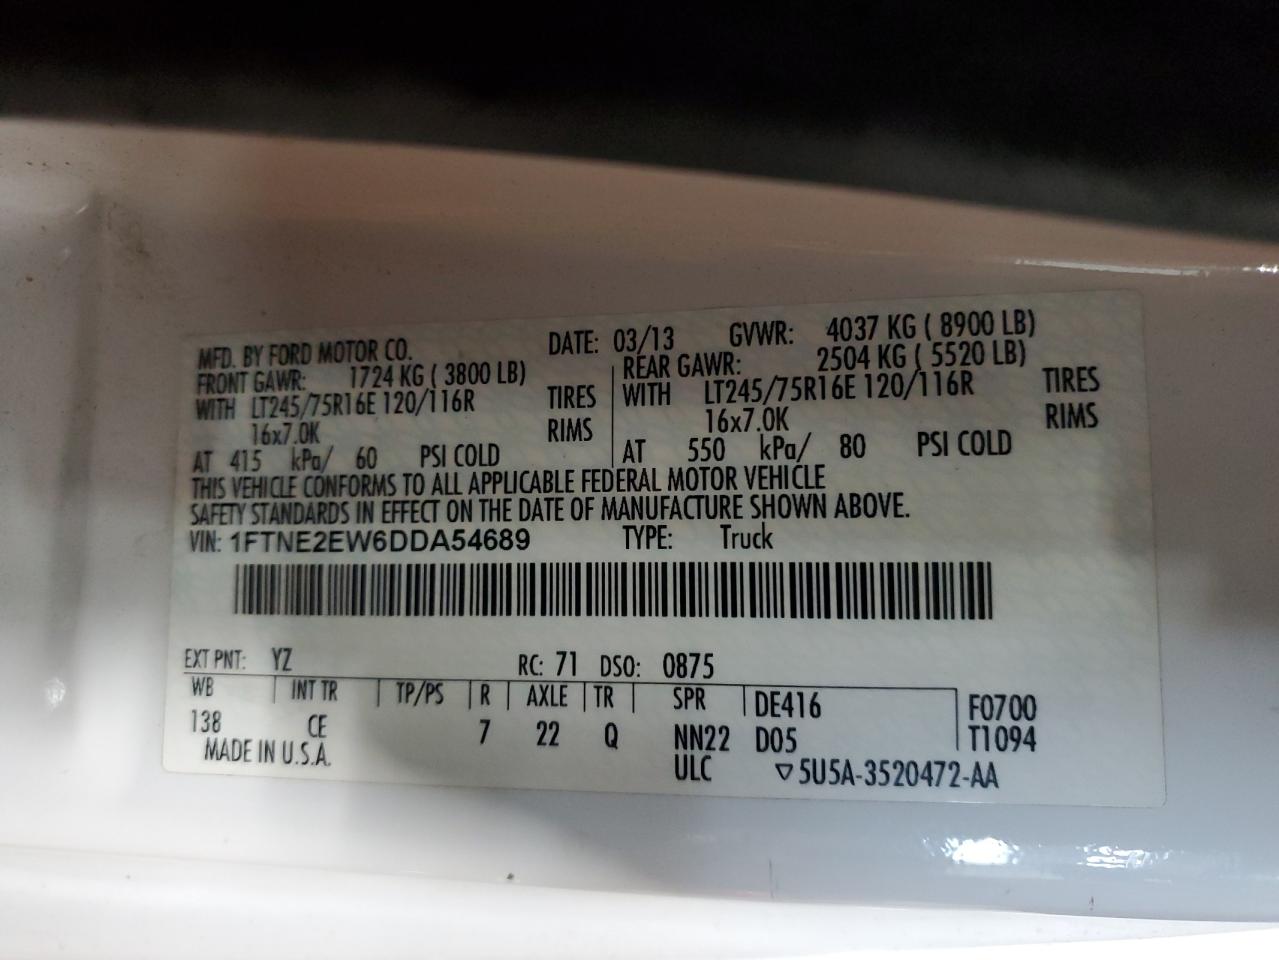 MFD. BY FORD MOTOR CO. DATE: 03/13 GVWR: 4037 KG ( 8900 LB)
FRONT GAWR: 1724 KG ( 3800 LB) REAR GAWR: 2504 KG ( 5520 LB)
WITH LT245/75R16E 120/116R TIRES WITH LT245/75R16E 120/116R TIRES
16x7.0K RIMS 16x7.0K RIMS
AT 415 kPa/ 60 PSI COLD AT 550 kPa/ 80 PSI COLD
THIS VEHICLE CONFORMS TO ALL APPLICABLE FEDERAL MOTOR VEHICLE
SAFETY STANDARDS IN EFFECT ON THE DATE OF MANUFACTURE SHOWN ABOVE.
VIN: 1FTNE2EW6DDA54689 TYPE: Truck
EXT PNT: YZ RC: 71 DSO: 0875
WB INT TR TP/PS R AXLE TR SPR DE416 F0700
138 CE 7 22 Q NN22 D05 T1094
MADE IN U.S.A. ULC ▽5U5A-3520472-AA